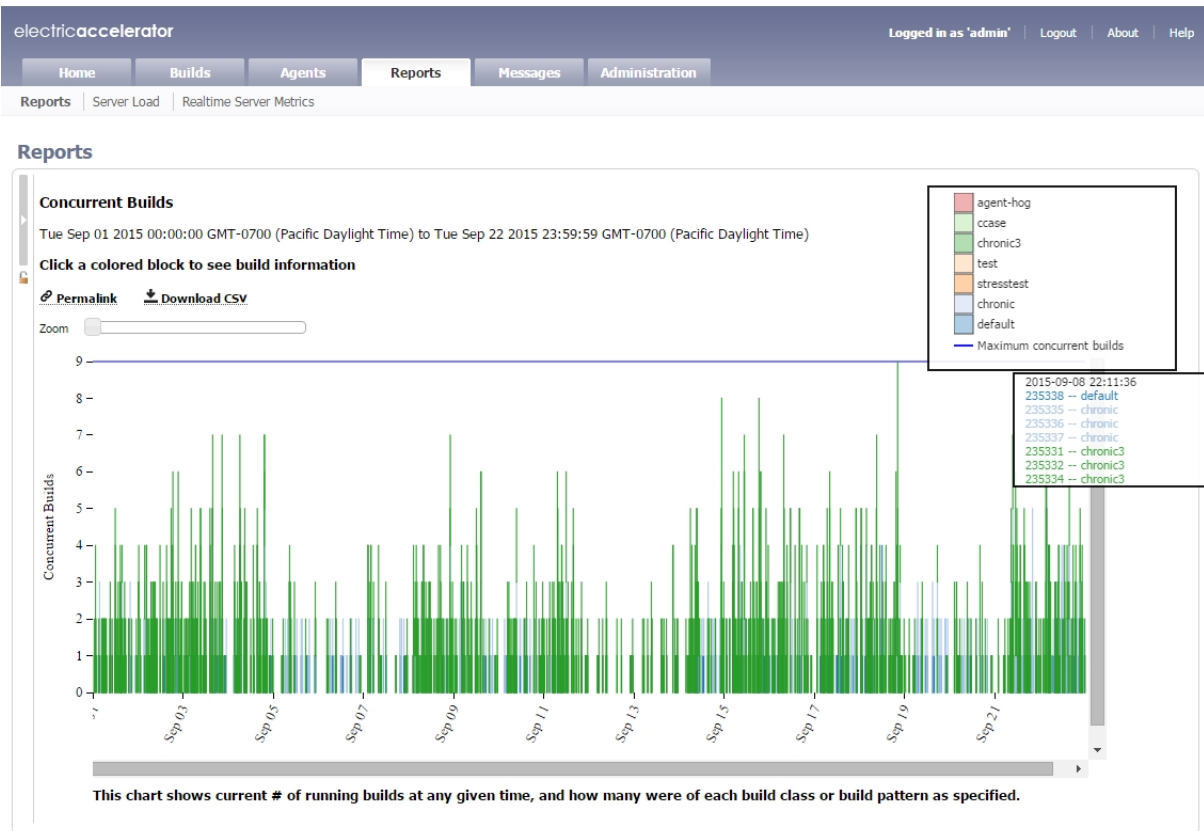 electricaccelerator
Logged in as 'admin' Logout About Help
Home Builds Agents Reports Messages Administration
Reports Server Load Realtime Server Metrics
Reports
Concurrent Builds
Tue Sep 01 2015 00:00:00 GMT-0700 (Pacific Daylight Time) to Tue Sep 22 2015 23:59:59 GMT-0700 (Pacific Daylight Time)
Click a colored block to see build information
Permalink Download CSV
Zoom
agent-hog
ccase
chronic3
test
stresstest
chronic
default
Maximum concurrent builds
2015-09-08 22:11:36
235338 -- default
235335 -- chronic
235336 -- chronic
235337 -- chronic
235331 -- chronic3
235332 -- chronic3
235334 -- chronic3
Concurrent Builds
9
8
7
6
5
4
3
2
1
0
Sep 03 Sep 05 Sep 07 Sep 09 Sep 11 Sep 13 Sep 15 Sep 17 Sep 19 Sep 21
This chart shows current # of running builds at any given time, and how many were of each build class or build pattern as specified.